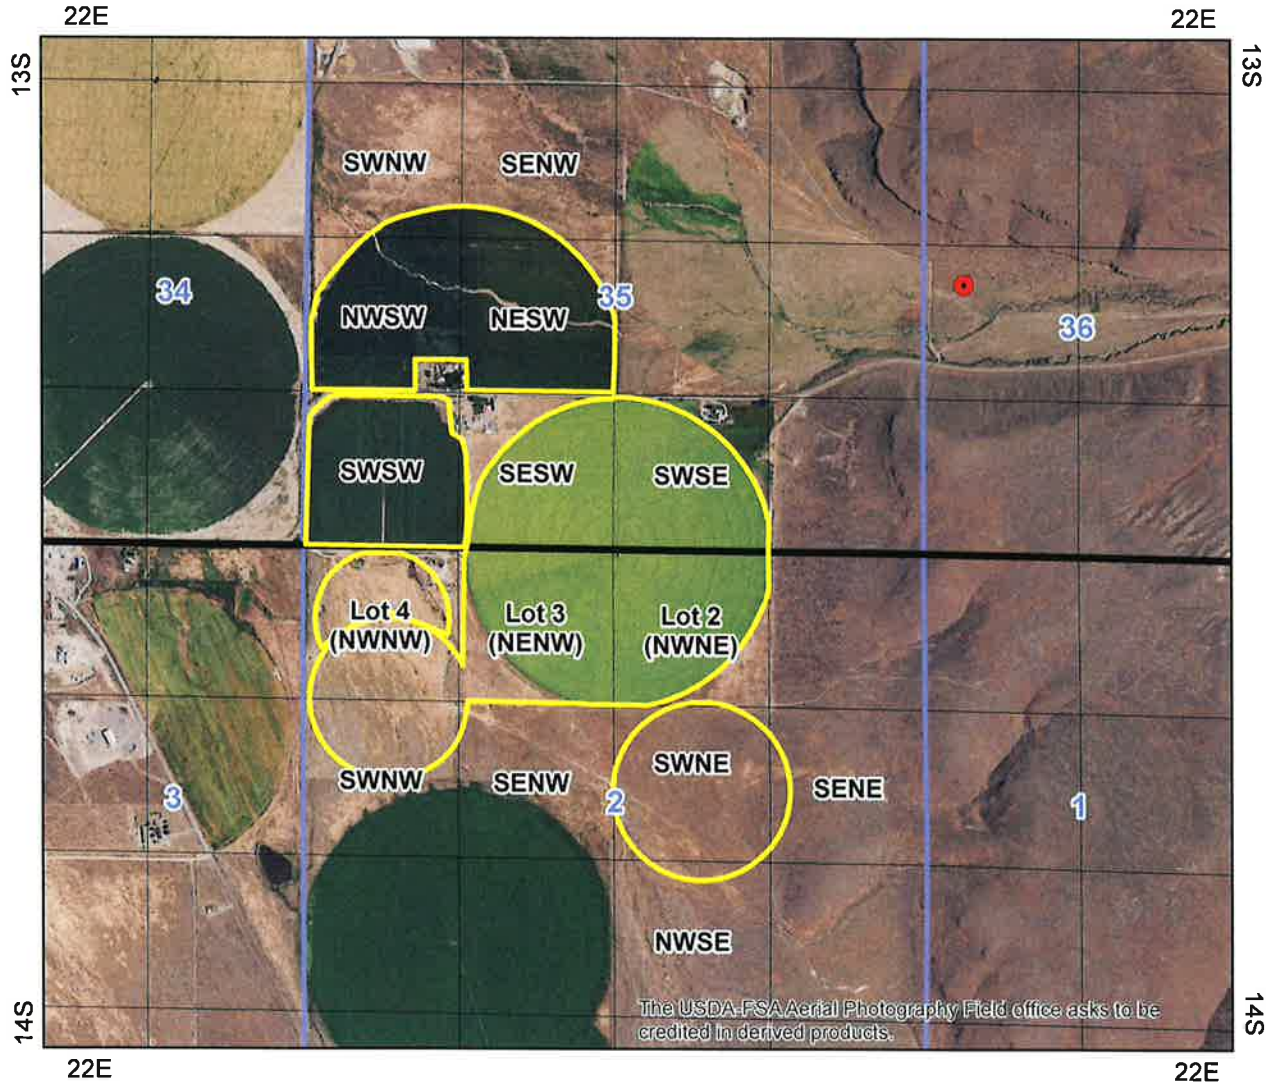 22E
22E
13S
13S
SWNW
SENW
34
35
36
NWSW
NESW
SWSW
SESW
SWSE
Lot 4
(NWNW)
Lot 3
(NENW)
Lot 2
(NWNE)
SWNW
SENW
SWNE
SENE
3
2
1
NWSE
The USDA-FSA Aerial Photography Field office asks to be
credited in derived products.
14S
14S
22E
22E